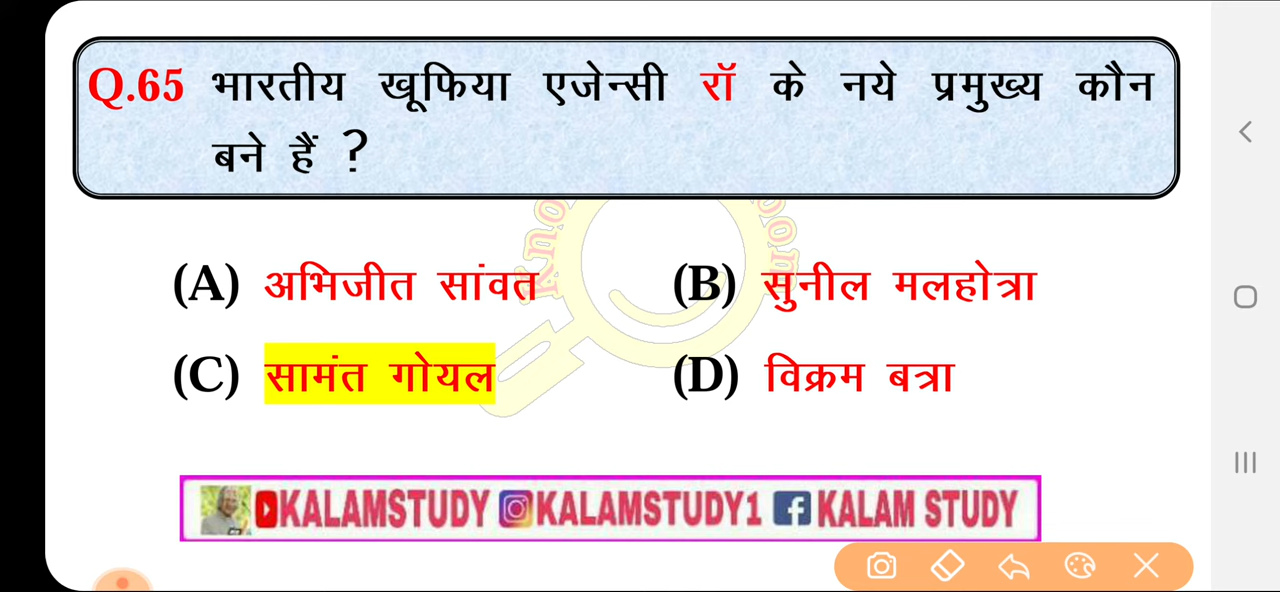 Q.65 भारतीय खूफिया एजेन्सी रॉ के नये प्रमुख्य कौन
बने हैं ?
(A) अभिजीत सांवत (B) सुनील मलहोत्रा
(C) सामंत गोयल (D) विक्रम बत्रा
KALAMSTUDY KALAMSTUDY1 KALAM STUDY